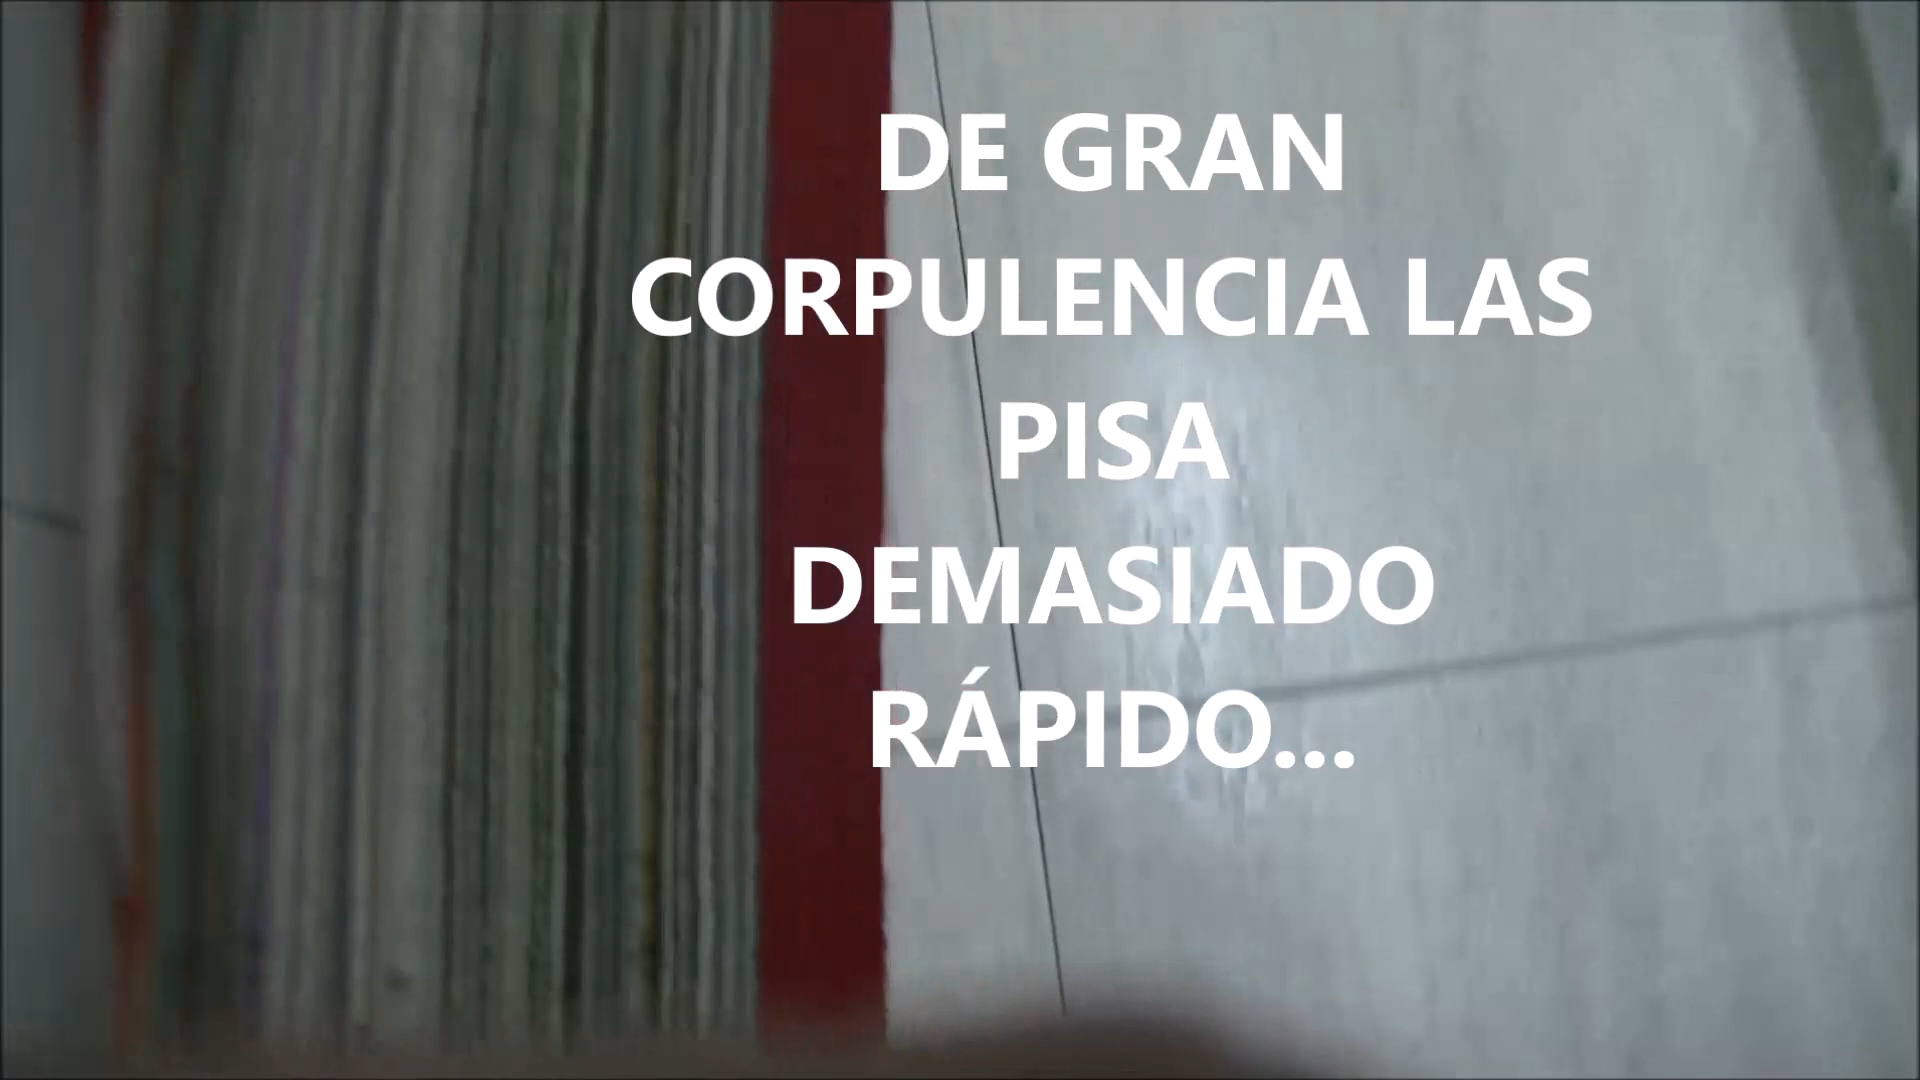 DE GRAN
CORPULENCIA LAS
PISA
DEMASIADO
RÁPIDO...